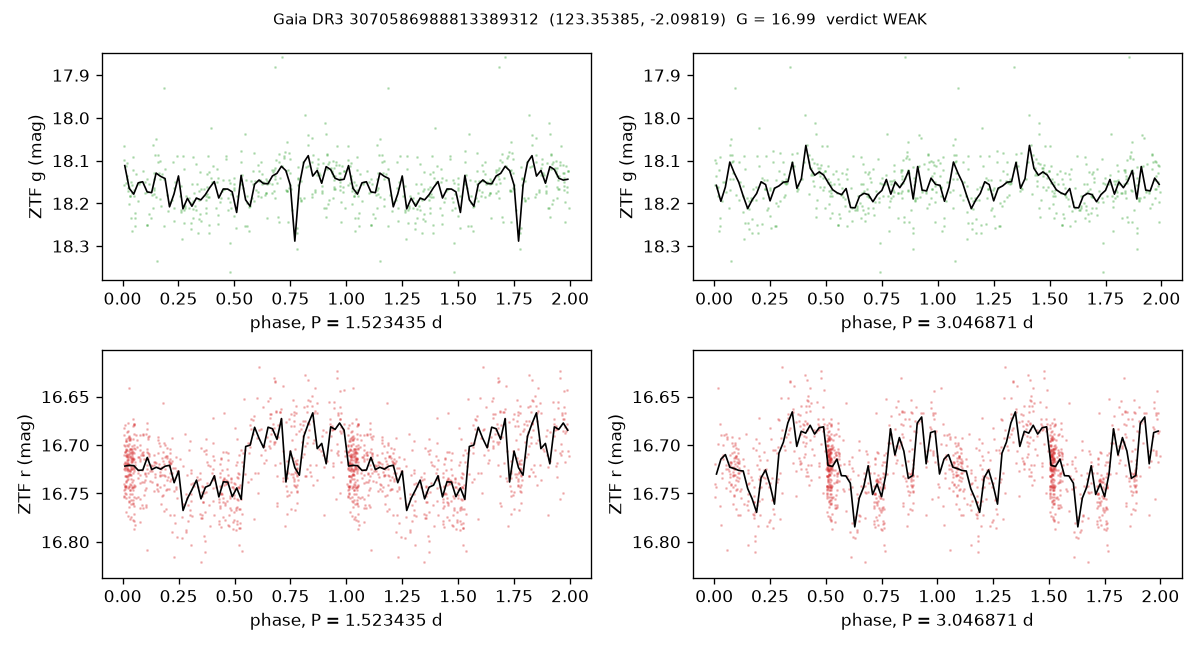 Gaia DR3 3070586988813389312 (123.35385, -2.09819) G = 16.99 verdict WEAK
ZTF g (mag)
17.9
18.0
18.1
18.2
18.3
0.00 0.25 0.50 0.75 1.00 1.25 1.50 1.75 2.00
phase, P = 1.523435 d
ZTF g (mag)
17.9
18.0
18.1
18.2
18.3
0.00 0.25 0.50 0.75 1.00 1.25 1.50 1.75 2.00
phase, P = 3.046871 d
ZTF r (mag)
16.65
16.70
16.75
16.80
0.00 0.25 0.50 0.75 1.00 1.25 1.50 1.75 2.00
phase, P = 1.523435 d
ZTF r (mag)
16.65
16.70
16.75
16.80
0.00 0.25 0.50 0.75 1.00 1.25 1.50 1.75 2.00
phase, P = 3.046871 d